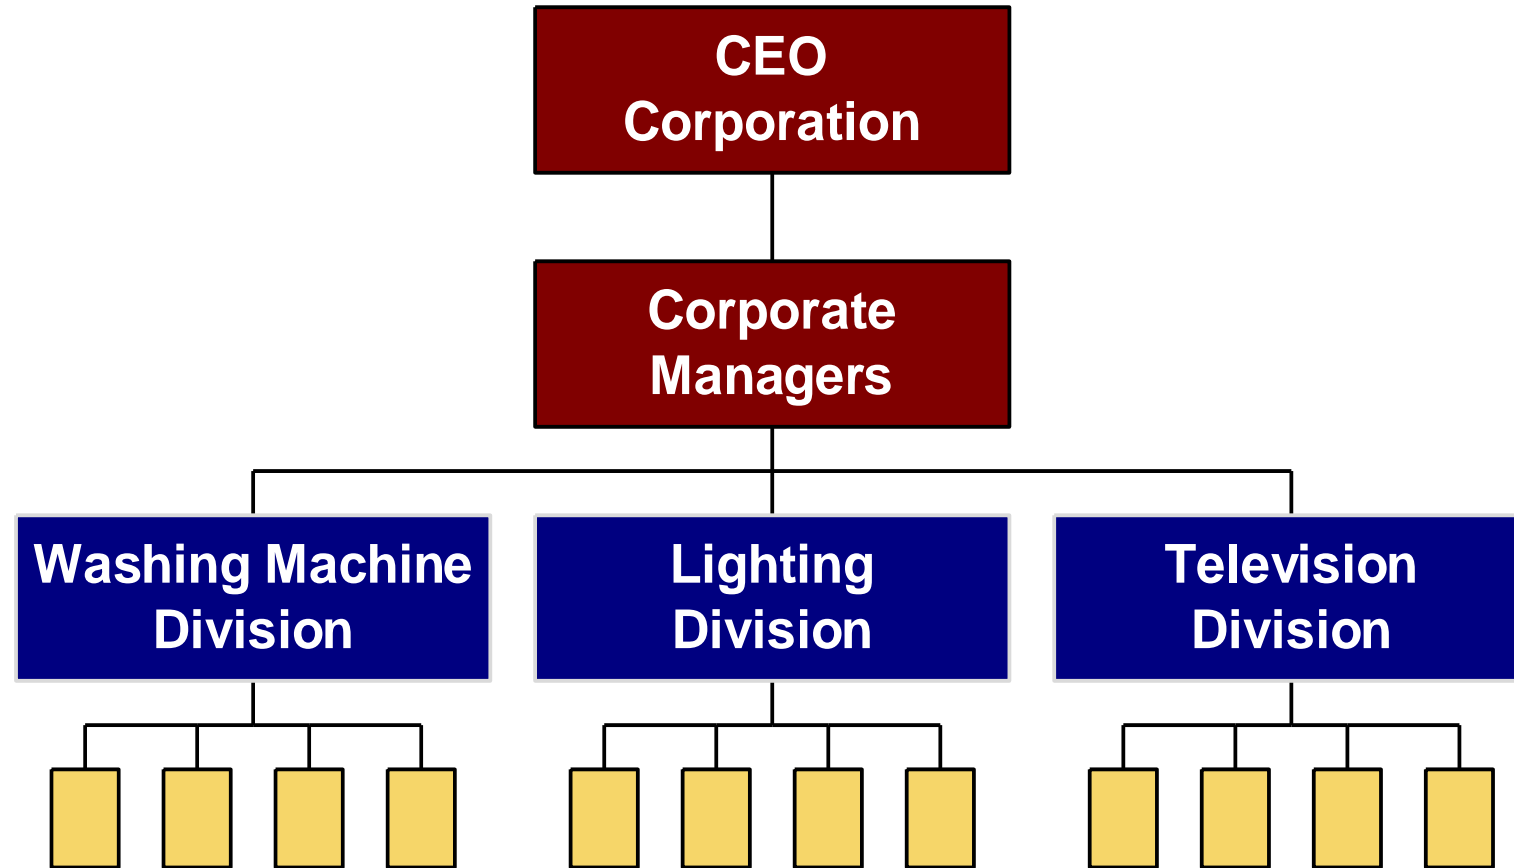 CEO
Corporation
Corporate
Managers
Washing Machine
Division
Lighting
Division
Television
Division